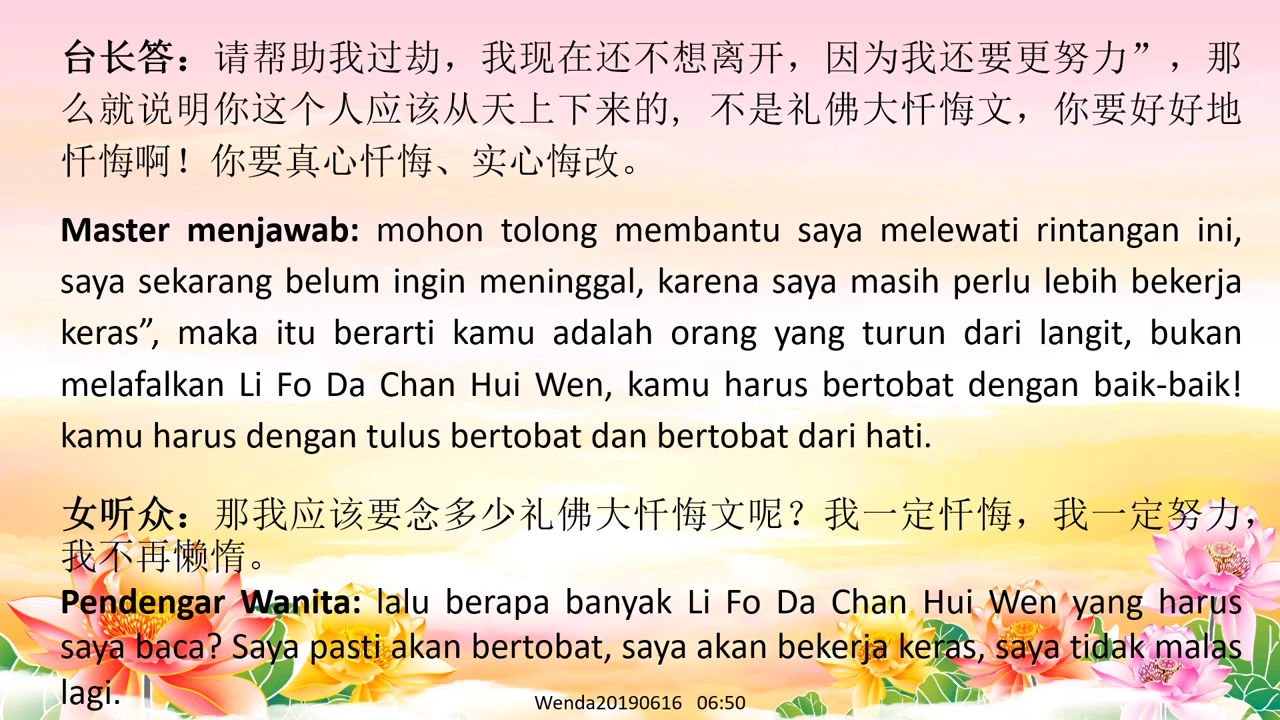 台长答：请帮助我过劫，我现在还不想离开，因为我还要更努力”，那
么就说明你这个人应该从天上下来的，不是礼佛大忏悔文，你要好好地
忏悔啊！你要真心忏悔、实心悔改。
Master menjawab: mohon tolong membantu saya melewati rintangan ini,
saya sekarang belum ingin meninggal, karena saya masih perlu lebih bekerja
keras”, maka itu berarti kamu adalah orang yang turun dari langit, bukan
melafalkan Li Fo Da Chan Hui Wen, kamu harus bertobat dengan baik-baik!
kamu harus dengan tulus bertobat dan bertobat dari hati.
女听众：那我应该要念多少礼佛大忏悔文呢？我一定忏悔，我一定努力，
我不再懒惰。
Pendengar Wanita: lalu berapa banyak Li Fo Da Chan Hui Wen yang harus
saya baca? Saya pasti akan bertobat, saya akan bekerja keras, saya tidak malas
lagi.
Wenda20190616 06:50